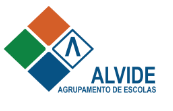 ALVIDE
AGRUPAMENTO DE ESCOLAS